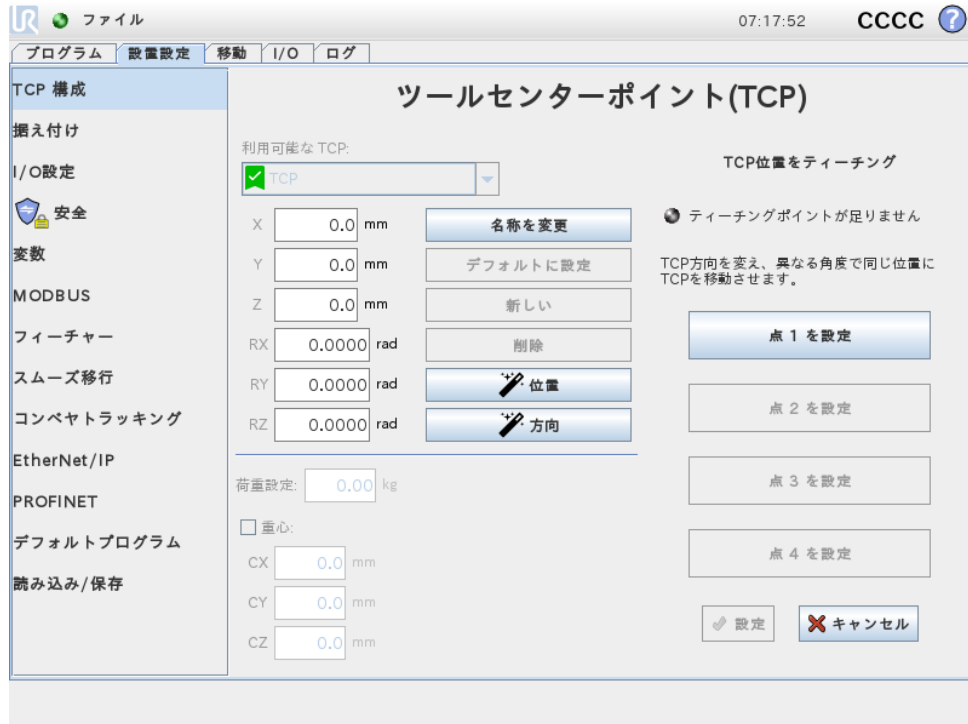 UR ファイル 07:17:52 CCCC ?
プログラム 設置設定 移動 I/O ログ
TCP 構成
据え付け
I/O設定
安全
変数
MODBUS
フィーチャー
スムーズ移行
コンベヤトラッキング
EtherNet/IP
PROFINET
デフォルトプログラム
読み込み/保存
ツールセンターポイント(TCP)
利用可能な TCP:
TCP
X 0.0 mm 名称を変更
Y 0.0 mm デフォルトに設定
Z 0.0 mm 新しい
RX 0.0000 rad 削除
RY 0.0000 rad 位置
RZ 0.0000 rad 方向
荷重設定: 0.00 kg
重心:
CX 0.0 mm
CY 0.0 mm
CZ 0.0 mm
TCP位置をティーチング
ティーチングポイントが足りません
TCP方向を変え、異なる角度で同じ位置に
TCPを移動させます。
点 1 を設定
点 2 を設定
点 3 を設定
点 4 を設定
設定 キャンセル